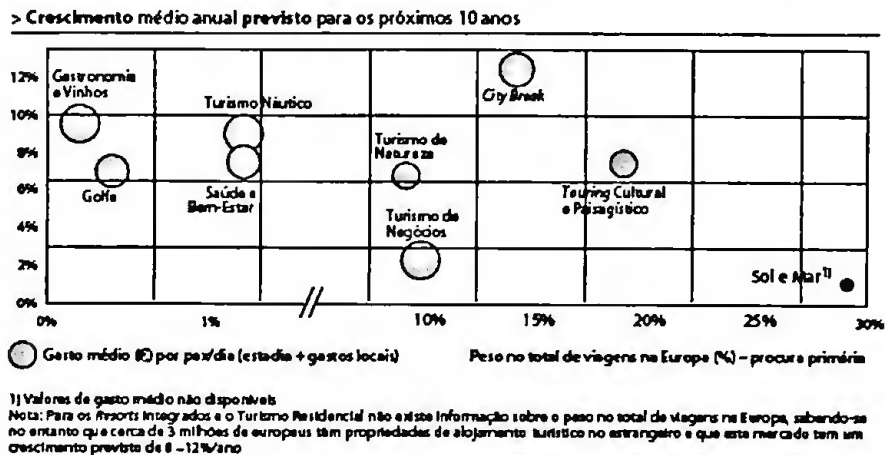 > Crescimento médio anual previsto para os próximos 10 anos
12%
10%
8%
6%
4%
2%
0%
Gastronomia
e Vinhos
Golfe
Turismo Náutico
Saúde e
Bem-Estar
Turismo de
Natureza
Turismo de
Negócios
City Break
Touring Cultural
e Paisagístico
Sol e Mar 1)
0% 1% 10% 15% 20% 25% 30%
Gasto médio (€) por pax/dia (estadia + gastos locais)
Peso no total de viagens na Europa (%) – procura primária
1) Valores de gasto médio não disponíveis
Nota: Para os Resorts Integrados e o Turismo Residencial não existe informação sobre o peso no total de viagens na Europa, sabendo-se
no entanto que cerca de 3 milhões de europeus têm propriedades de alojamento turístico no estrangeiro e que este mercado tem um
crescimento previsto de 8 –12%/ano